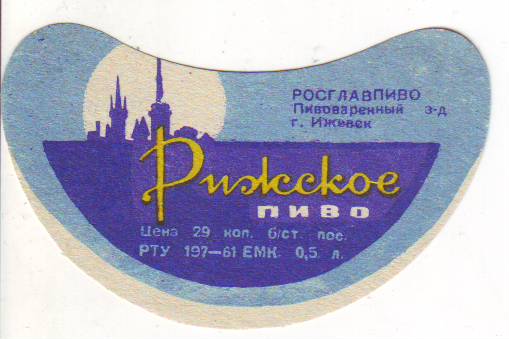 РОСГЛАВПИВО
Пивоваренный з-д
г. Ижевск
Рижское
ПИВО
Цена 29 коп. б/ст. пос.
РТУ 197—61 ЕМК. 0,5 л.